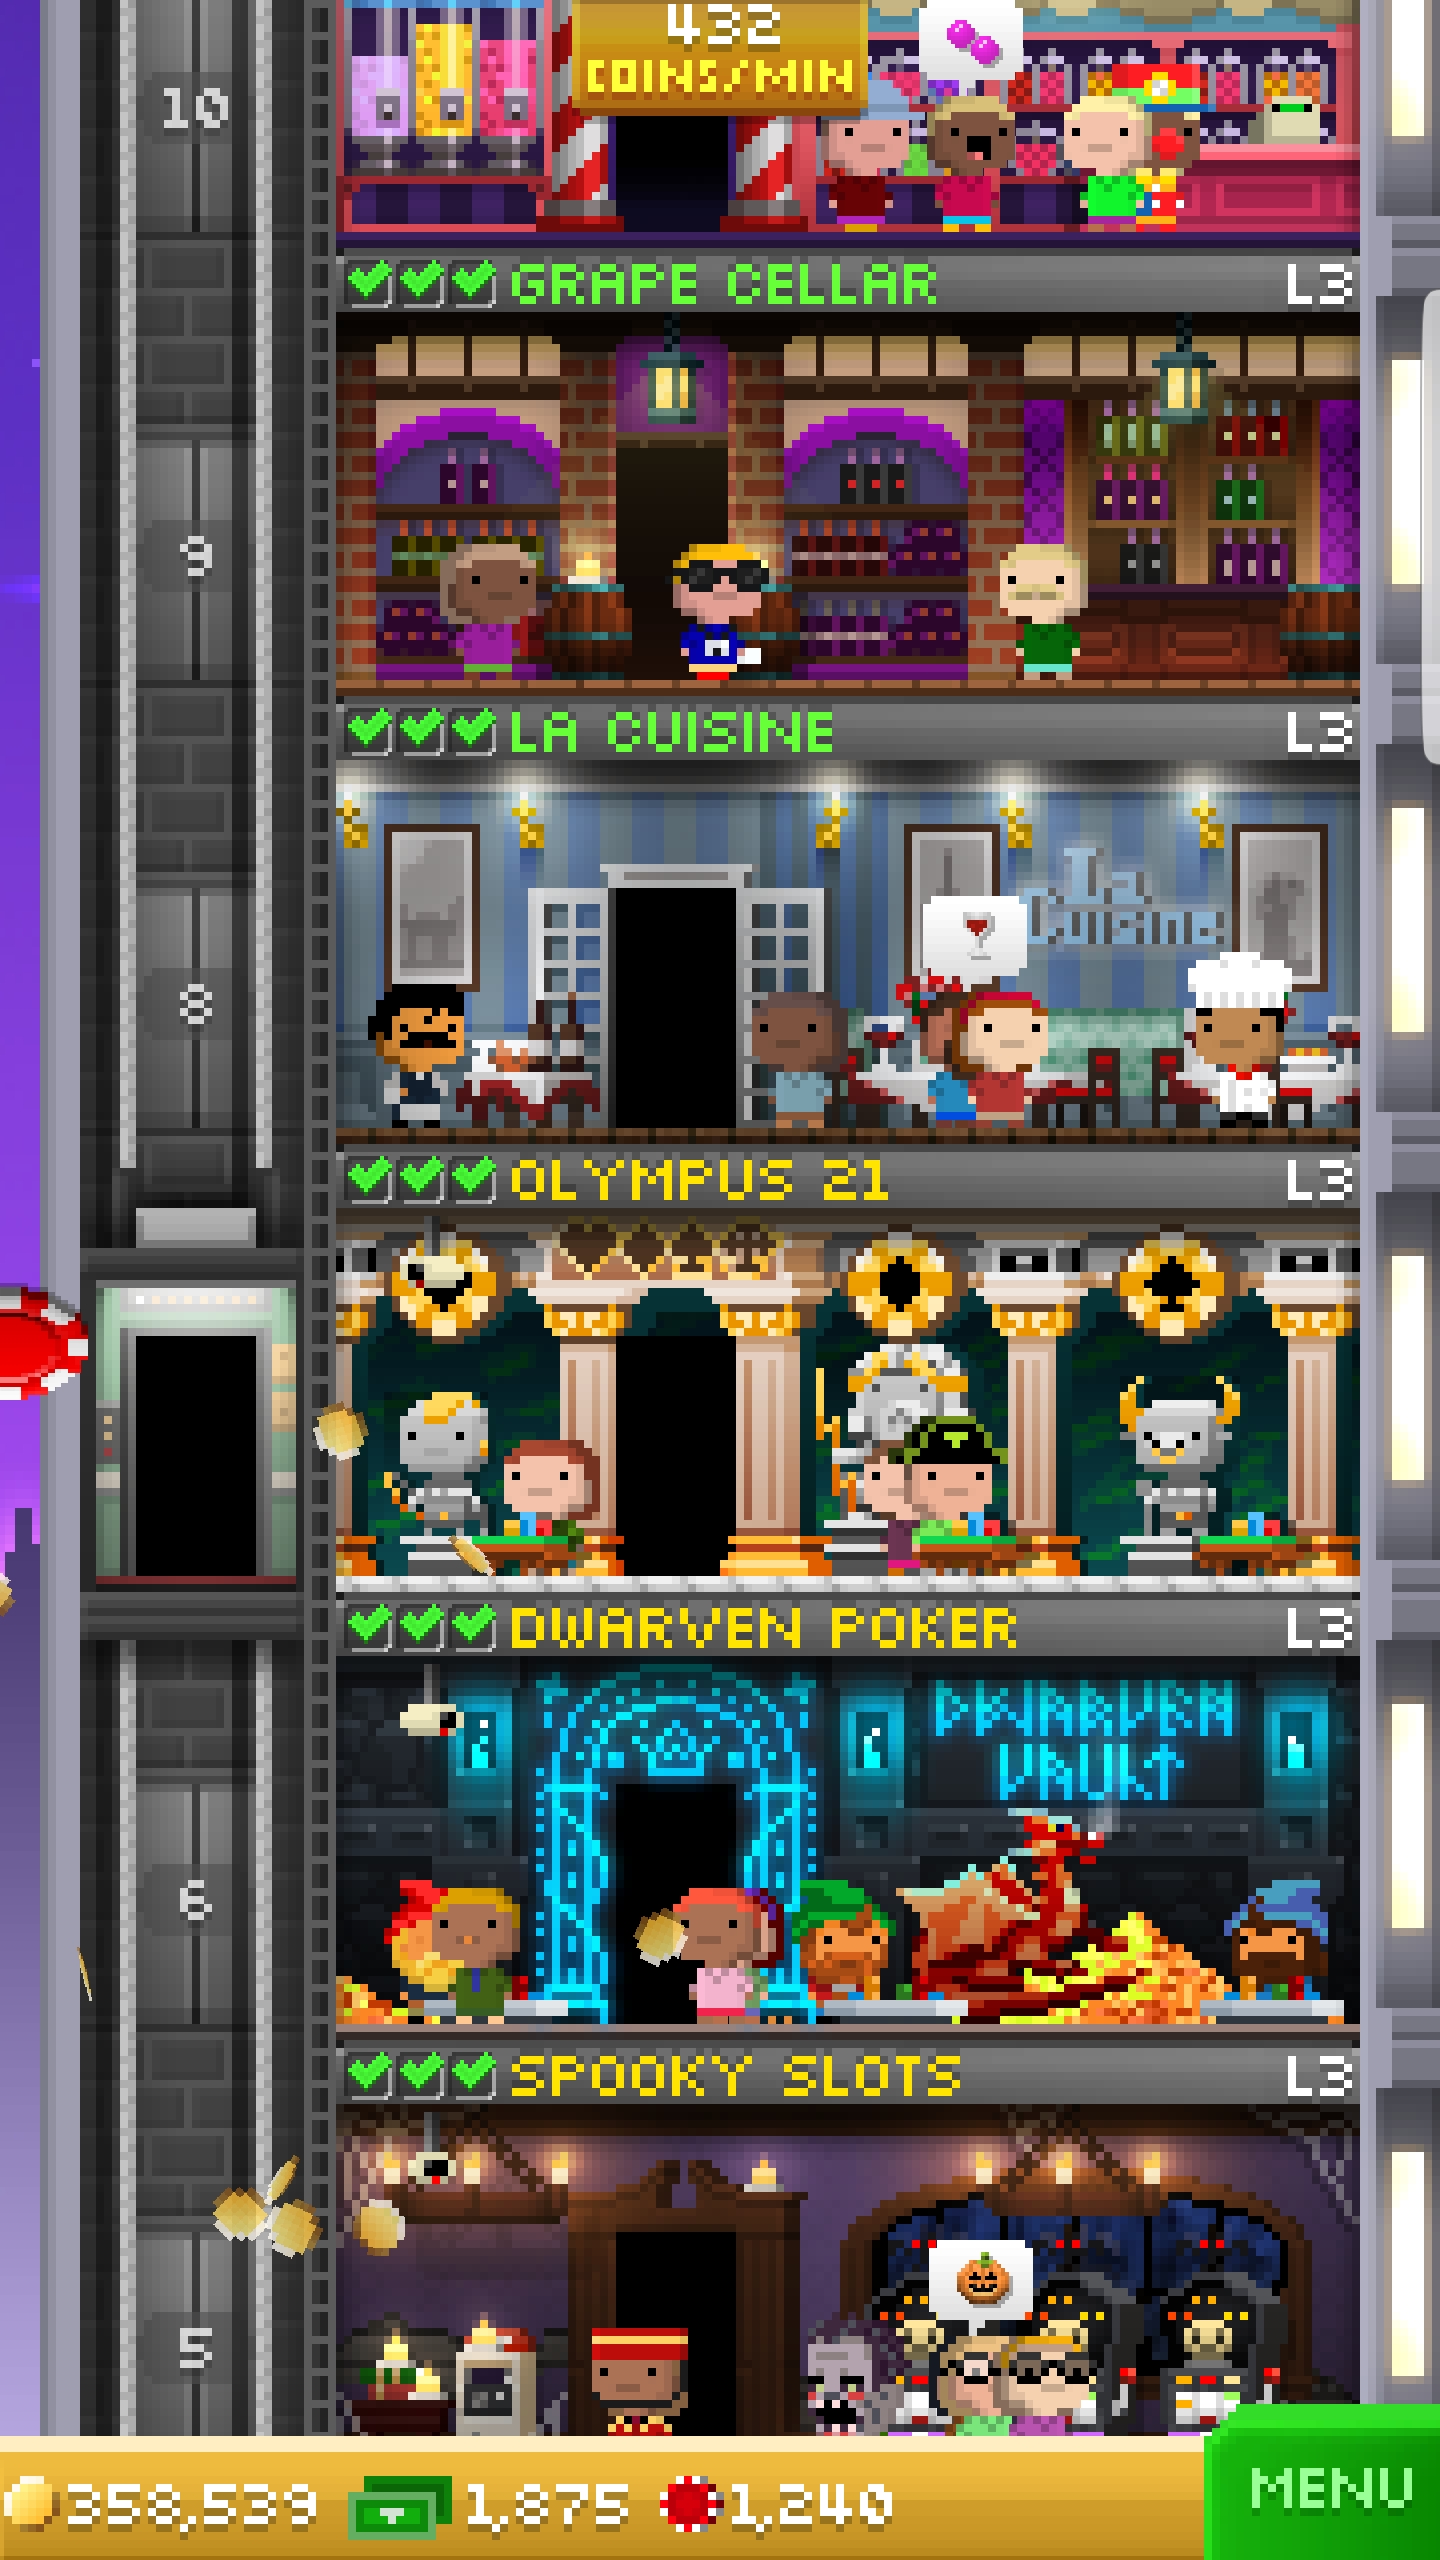 432
COINS/MIN
10
GRAPE CELLAR L3
9
LA CUISINE L3
La
Cuisine
8
OLYMPUS 21 L3
DWARVEN POKER L3
DWARVEN
VAULT
6
SPOOKY SLOTS L3
5
358,539 1,875 1,240
MENU